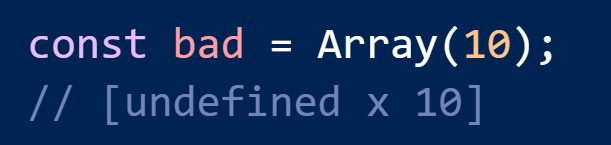 const bad = Array(10);
// [undefined x 10]